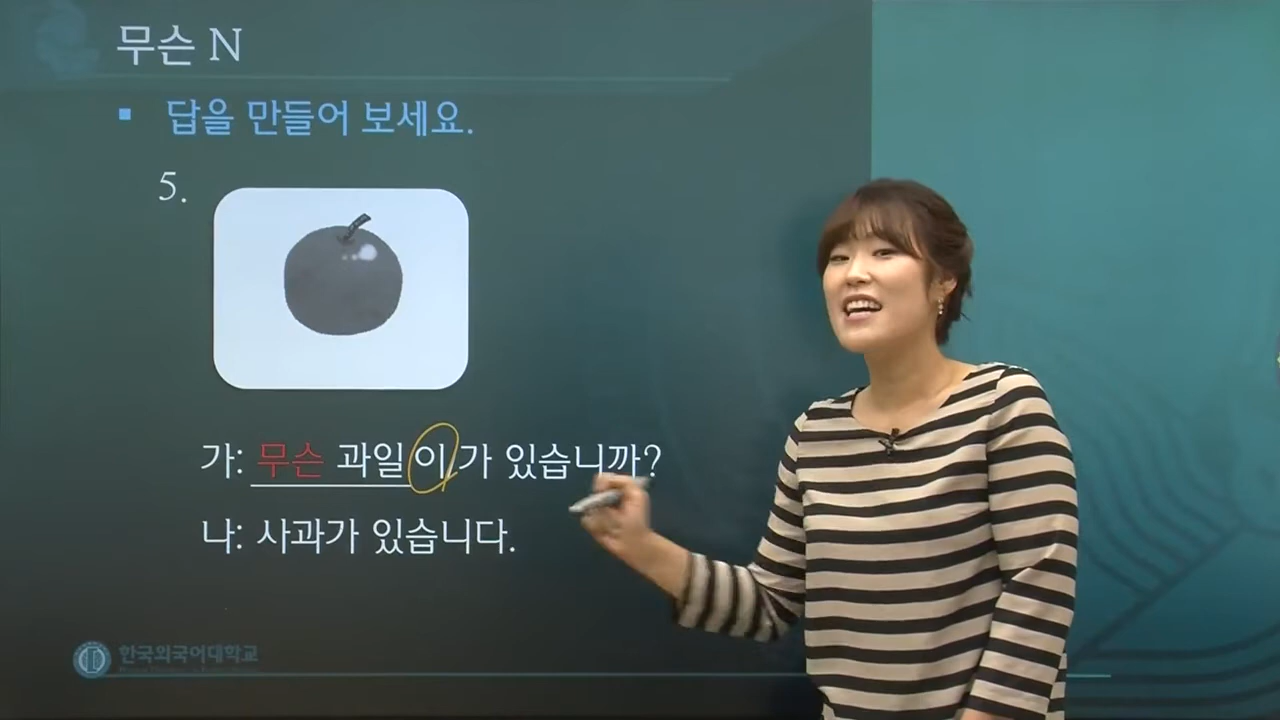 무슨 N
▪ 답을 만들어 보세요.
5.
가: 무슨 과일 이 가 있습니까?
나: 사과가 있습니다.
한국외국어대학교